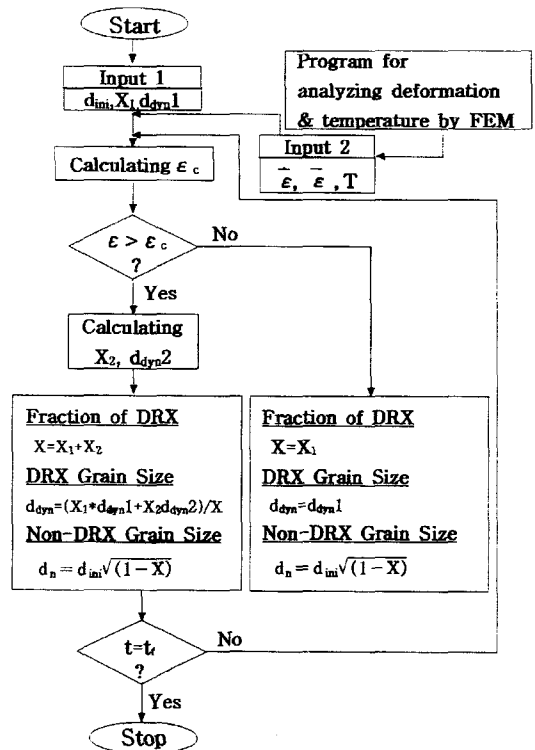 Start
Input 1
d_ini, X_1, d_dyn1
Program for
analyzing deformation
& temperature by FEM
Input 2
ε̄̇, ε̄, T
Calculating ε_c
ε > ε_c
?
No
Yes
Calculating
X_2, d_dyn2
Fraction of DRX
X=X_1+X_2
DRX Grain Size
d_dyn=(X_1*d_dyn1+X_2d_dyn2)/X
Non-DRX Grain Size
d_n = d_ini√(1-X)
Fraction of DRX
X=X_1
DRX Grain Size
d_dyn=d_dyn1
Non-DRX Grain Size
d_n = d_ini√(1-X)
t=t_f
?
No
Yes
Stop